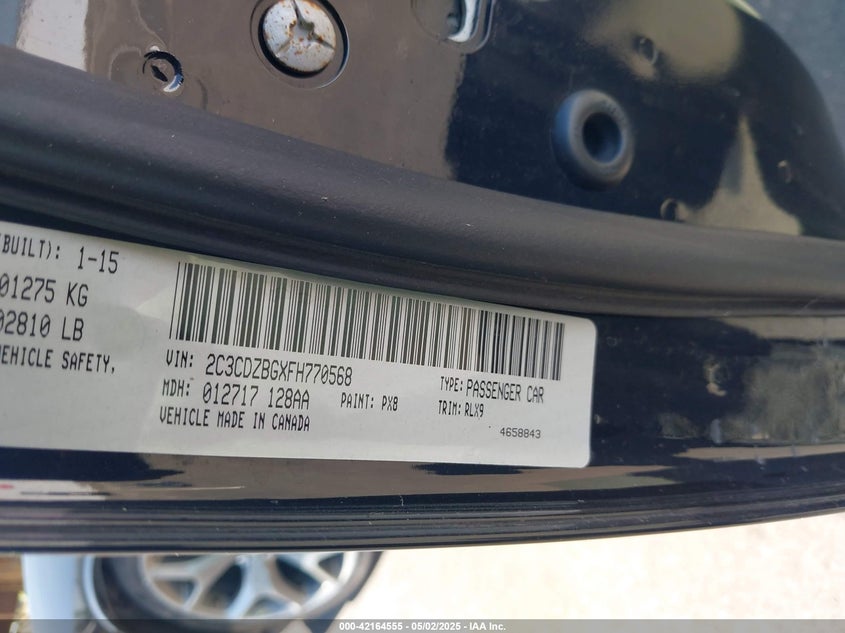 (BUILT): 1-15
01275 KG
02810 LB
VEHICLE SAFETY,
VIN: 2C3CDZBGXFH770568
TYPE: PASSENGER CAR
MDH: 012717 128AA PAINT: PX8 TRIM: RLX9
VEHICLE MADE IN CANADA
4658843
000-42164555 - 05/02/2025 - IAA Inc.